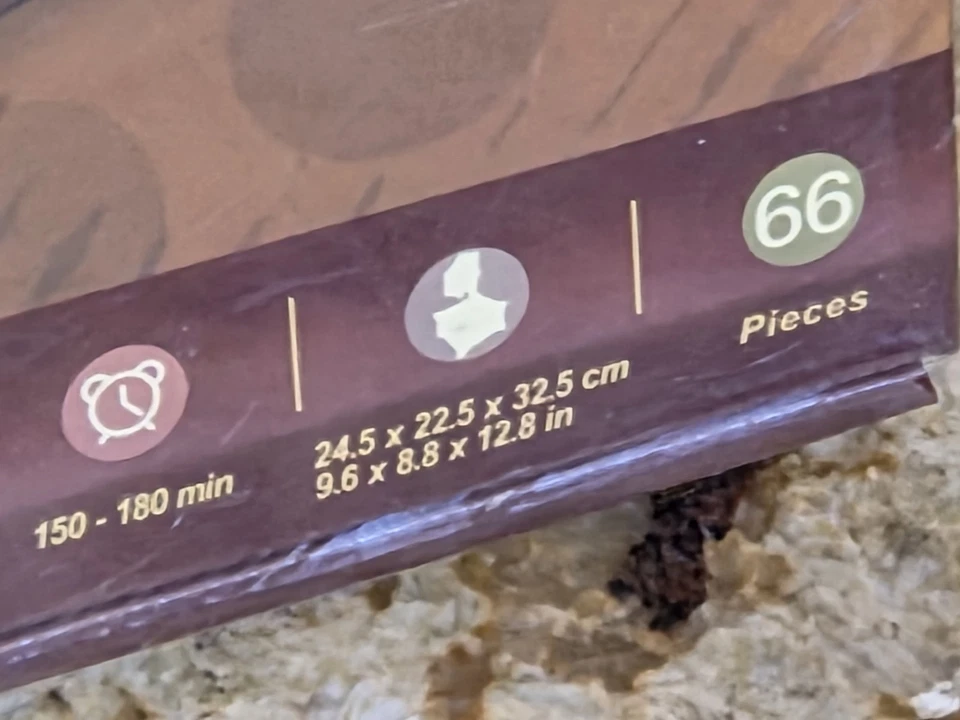 150 - 180 min
24.5 x 22.5 x 32.5 cm
9.6 x 8.8 x 12.8 in
66
Pieces